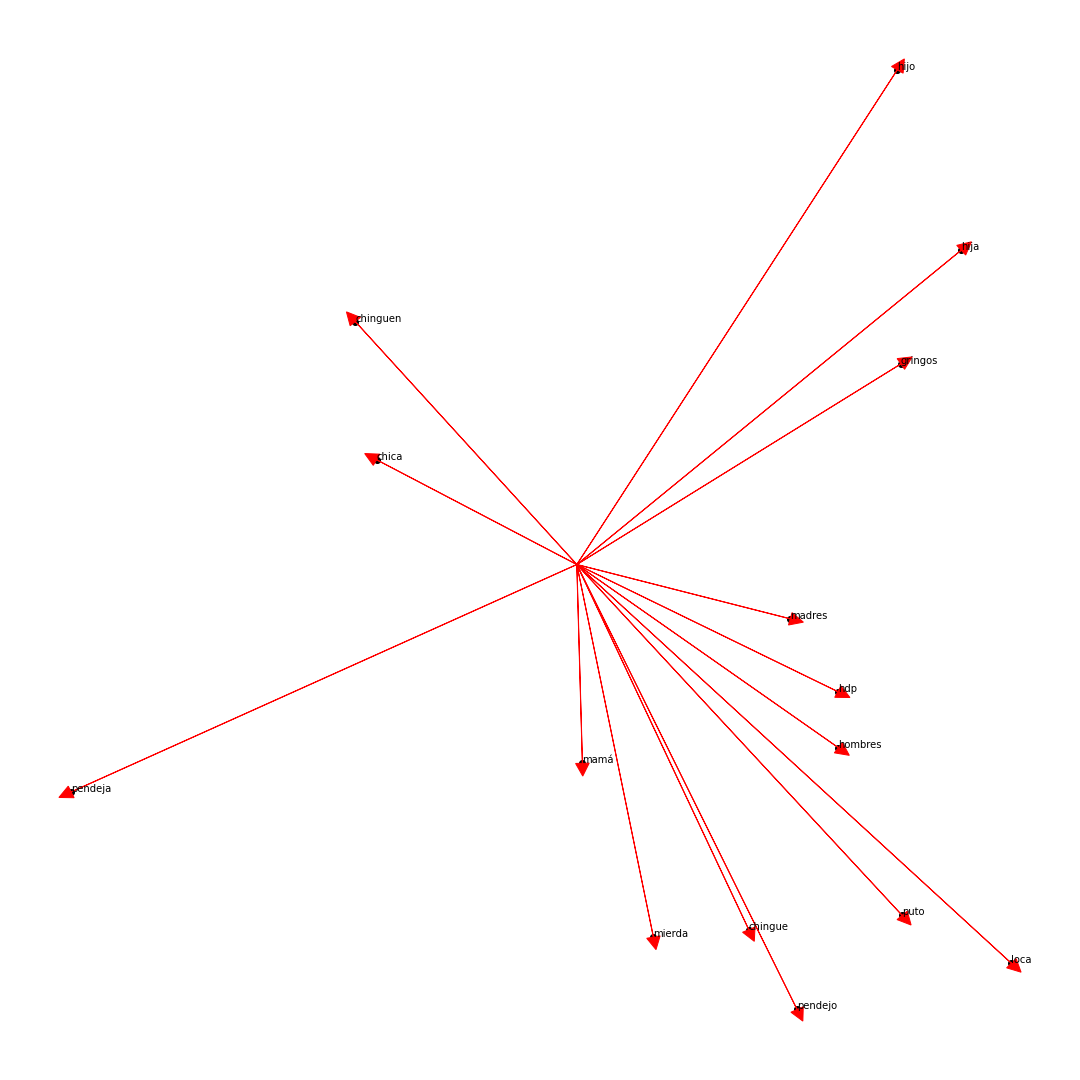 hijo
hija
chinguen
gringos
chica
madres
hdp
hombres
mamá
pendeja
puto
chingue
mierda
loca
pendejo